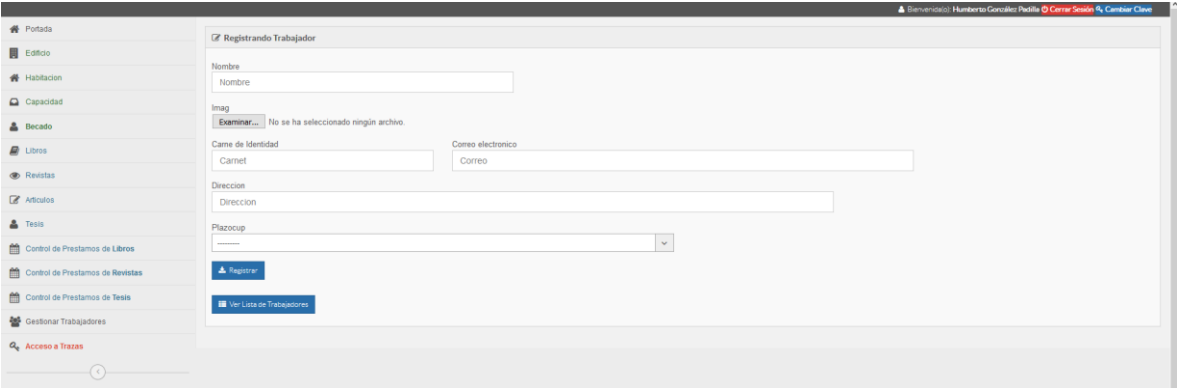 Bienvenida(o): Humberto González Padilla Cerrar Sesión Cambiar Clave
Portada
Edificio
Habitacion
Capacidad
Becado
Libros
Revistas
Articulos
Tesis
Control de Prestamos de Libros
Control de Prestamos de Revistas
Control de Prestamos de Tesis
Gestionar Trabajadores
Acceso a Trazas
Registrando Trabajador
Nombre
Nombre
Imag
Examinar... No se ha seleccionado ningún archivo.
Carne de Identidad Correo electronico
Carnet Correo
Direccion
Direccion
Plazocup
--------
Registrar
Ver Lista de Trabajadores